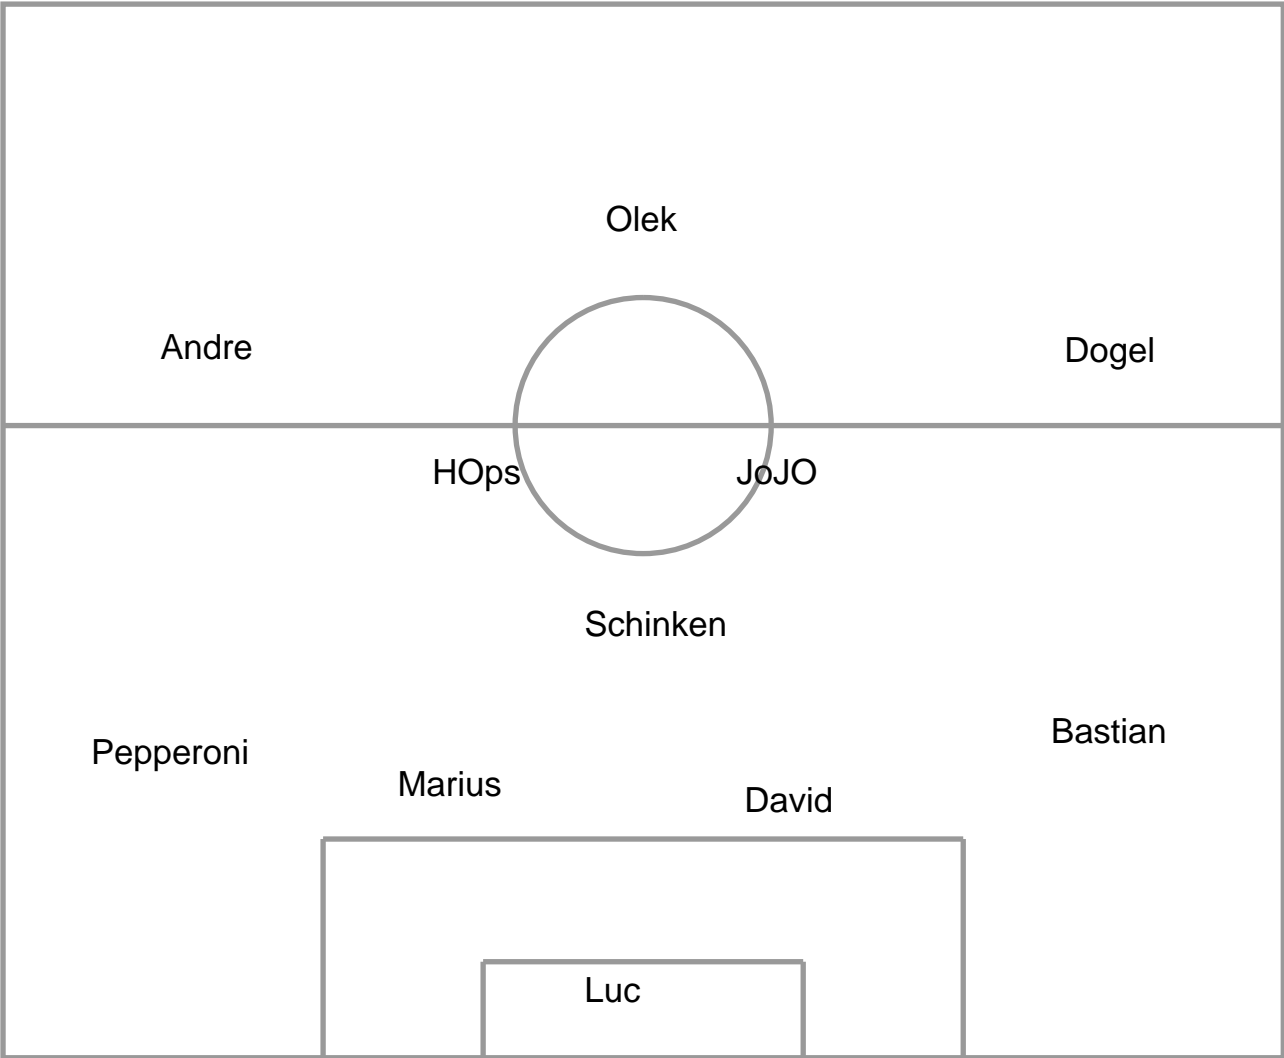 Olek
Andre
Dogel
HOps
JoJO
Schinken
Bastian
Pepperoni
Marius
David
Luc